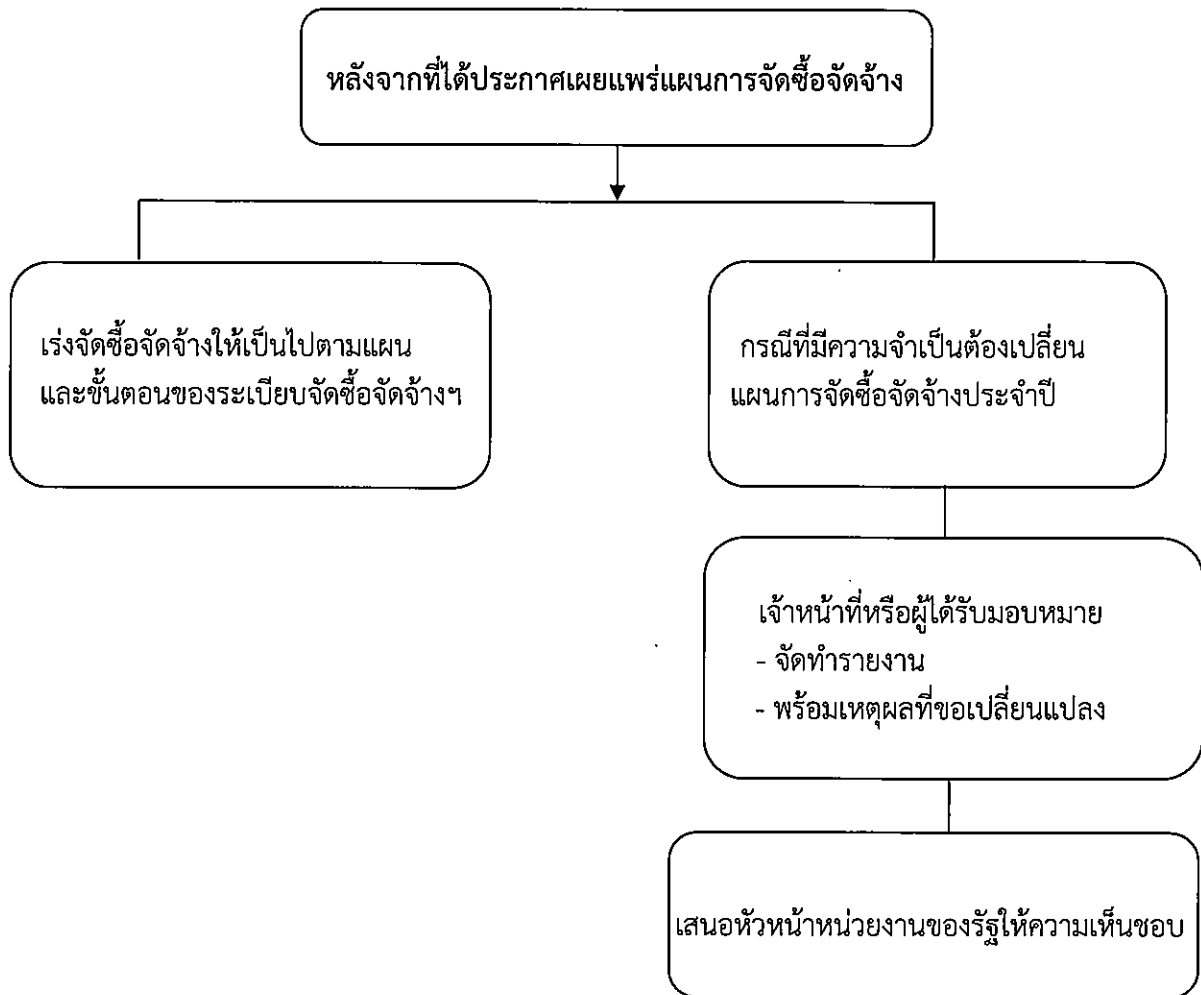 หลังจากที่ได้ประกาศเผยแพร่แผนการจัดซื้อจัดจ้าง
เร่งจัดซื้อจัดจ้างให้เป็นไปตามแผน
และขั้นตอนของระเบียบจัดซื้อจัดจ้างฯ
กรณีที่มีความจำเป็นต้องเปลี่ยน
แผนการจัดซื้อจัดจ้างประจำปี
เจ้าหน้าที่หรือผู้ได้รับมอบหมาย
- จัดทำรายงาน
- พร้อมเหตุผลที่ขอเปลี่ยนแปลง
เสนอหัวหน้าหน่วยงานของรัฐให้ความเห็นชอบ